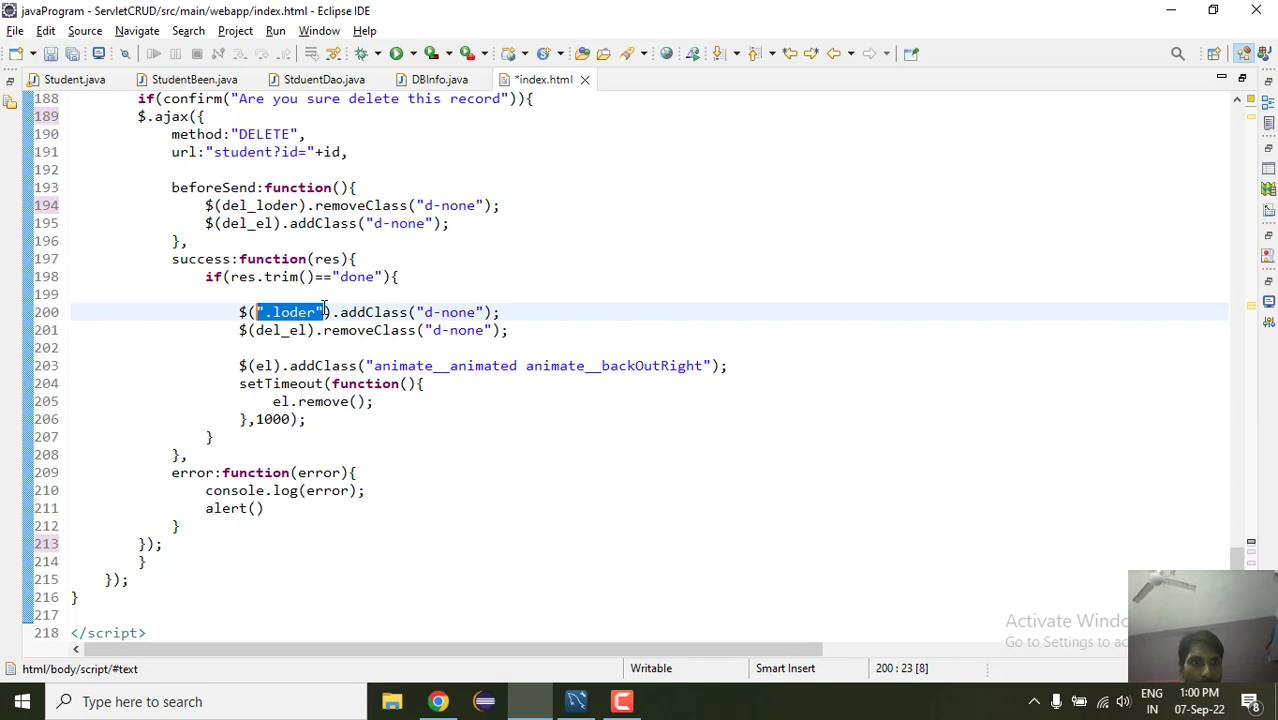 javaProgram - ServletCRUD/src/main/webapp/index.html - Eclipse IDE
File Edit Source Navigate Search Project Run Window Help
Student.java StudentBeen.java StduentDao.java DBInfo.java *index.html
188 if(confirm("Are you sure delete this record")){
189 $.ajax({
190 method:"DELETE",
191 url:"student?id="+id,
192
193 beforeSend:function(){
194 $(del_loder).removeClass("d-none");
195 $(del_el).addClass("d-none");
196 },
197 success:function(res){
198 if(res.trim()=="done"){
199
200 $(".loder").addClass("d-none");
201 $(del_el).removeClass("d-none");
202
203 $(el).addClass("animate__animated animate__backOutRight");
204 setTimeout(function(){
205 el.remove();
206 },1000);
207 }
208 },
209 error:function(error){
210 console.log(error);
211 alert()
212 }
213 });
214 }
215 });
216 }
217
218 </script>
Activate Windo
Go to Settings to ac
html/body/script/#text Writable Smart Insert 200 : 23 [8]
Type here to search
ENG
IN
1:00 PM
07-Sep-22
8